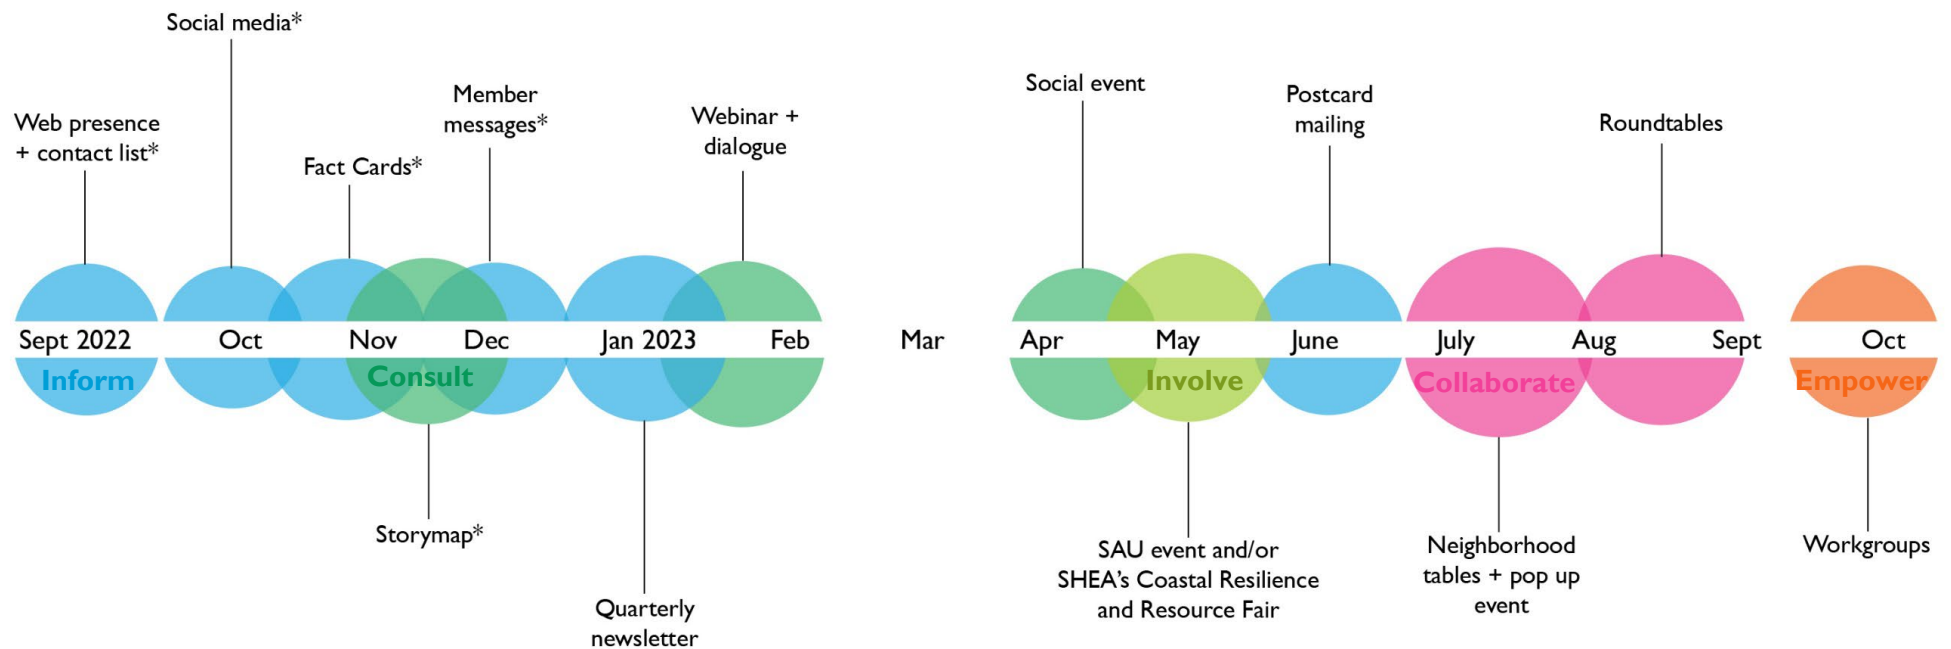 Social media*
Web presence
+ contact list*
Fact Cards*
Member
messages*
Webinar +
dialogue
Social event
Postcard
mailing
Roundtables
Sept 2022
Oct
Nov
Dec
Jan 2023
Feb
Mar
Apr
May
June
July
Aug
Sept
Oct
Inform
Consult
Involve
Collaborate
Empower
Storymap*
Quarterly
newsletter
SAU event and/or
SHEA’s Coastal Resilience
and Resource Fair
Neighborhood
tables + pop up
event
Workgroups